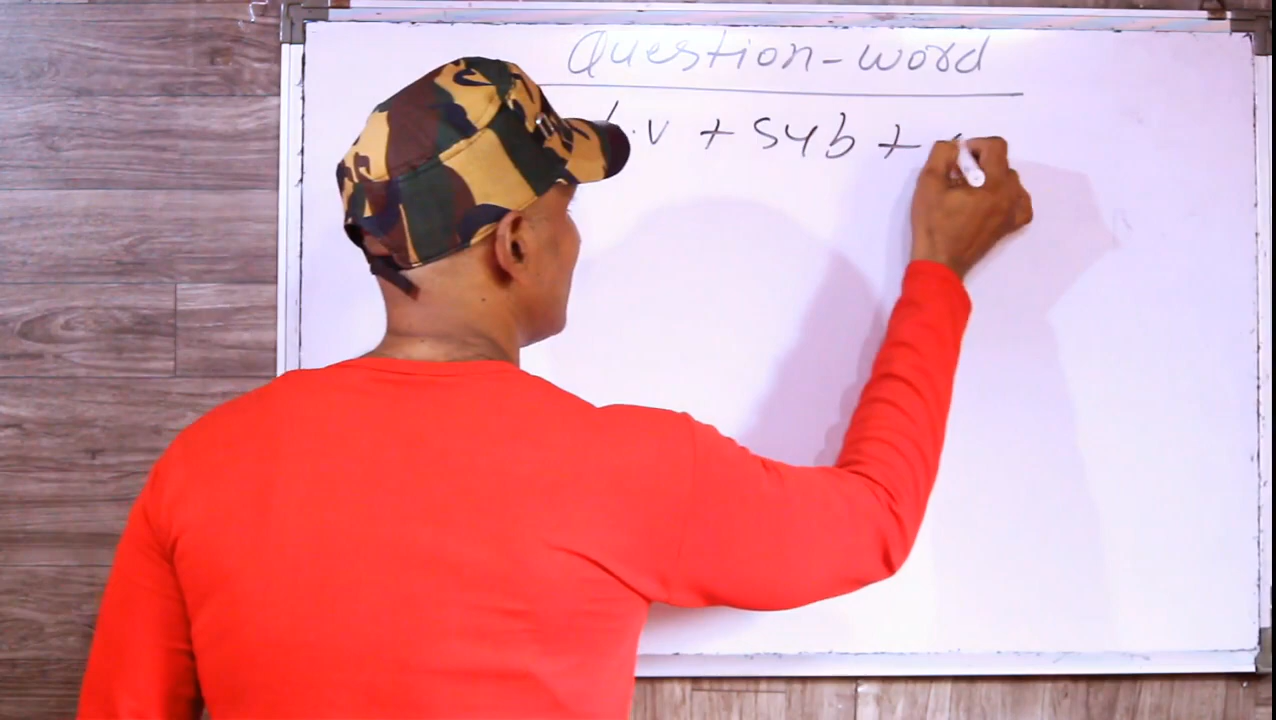 Question-word
.v + sub +